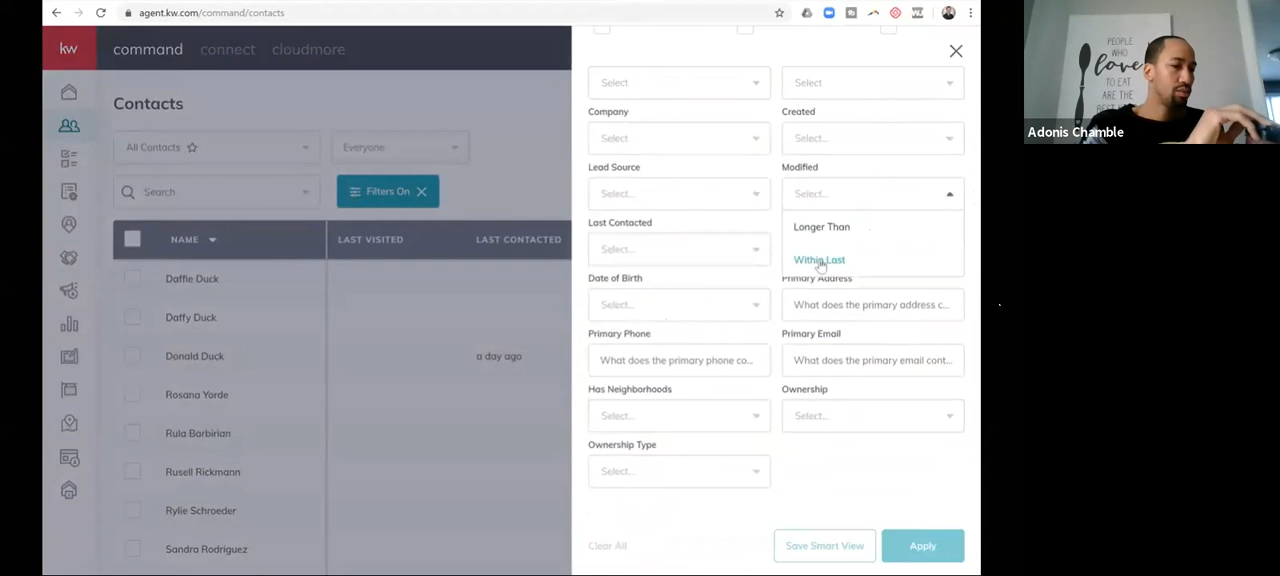 agent.kw.com/command/contacts
kw command connect cloudmore
Contacts
All Contacts
Everyone
Search
Filters On
NAME LAST VISITED LAST CONTACTED
Daffie Duck
Daffy Duck
Donald Duck a day ago
Rosana Yorde
Rula Barbirian
Rusell Rickmann
Rylie Schroeder
Sandra Rodriguez
Select Select
Company Created
Select Select...
Lead Source Modified
Select... Select...
Longer Than
Within Last
Last Contacted
Select...
Date of Birth Primary Address
Select... What does the primary address c...
Primary Phone Primary Email
What does the primary phone co... What does the primary email cont...
Has Neighborhoods Ownership
Select... Select...
Ownership Type
Select...
Clear All Save Smart View Apply
PEOPLE
WHO
love
TO EAT
ARE THE
Adonis Chamble